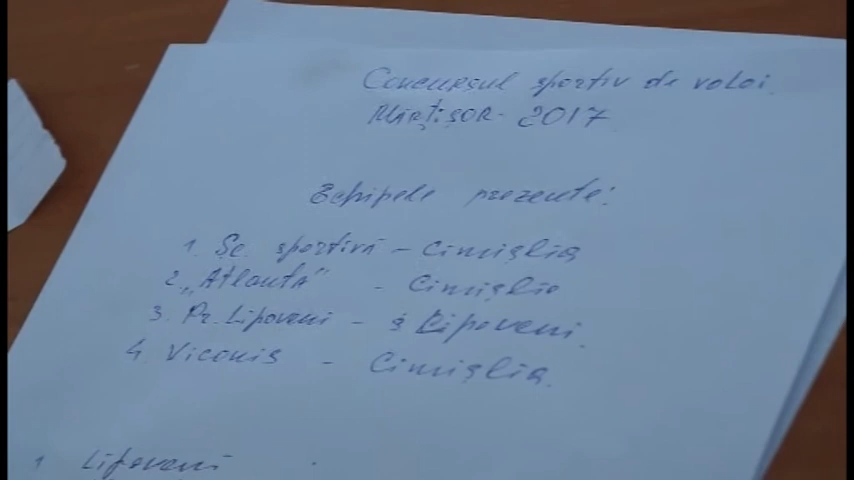 Concursul sportiv de volei
Mărțișor - 2017
Echipele prezente:
1. Șc. sportivă - Cimișlia
2. „Atlanta" - Cimișlia
3. Pr. Lipoveni - s. Lipoveni.
4. Viconis - Cimișlia.
1 Lipoveni